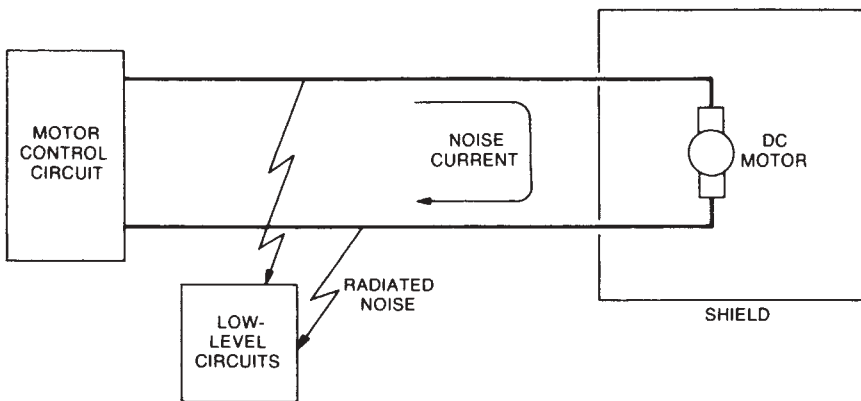 MOTOR
CONTROL
CIRCUIT
NOISE
CURRENT
DC
MOTOR
RADIATED
NOISE
LOW-
LEVEL
CIRCUITS
SHIELD